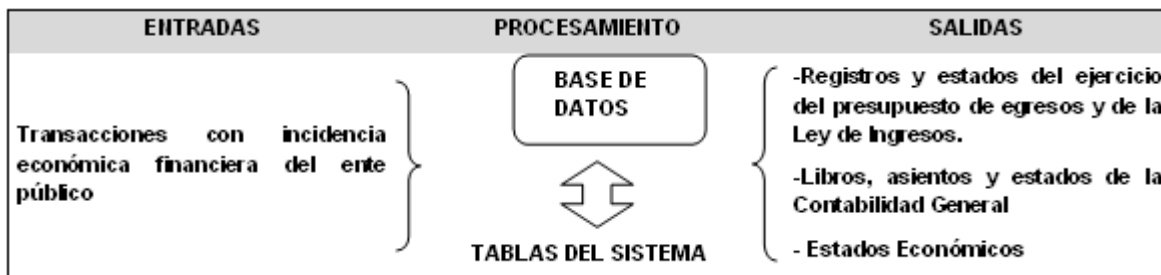 ENTRADAS PROCESAMIENTO SALIDAS
Transacciones con incidencia
económica financiera del ente
público
BASE DE
DATOS
TABLAS DEL SISTEMA
-Registros y estados del ejercicio
del presupuesto de egresos y de la
Ley de Ingresos.
-Libros, asientos y estados de la
Contabilidad General
- Estados Económicos